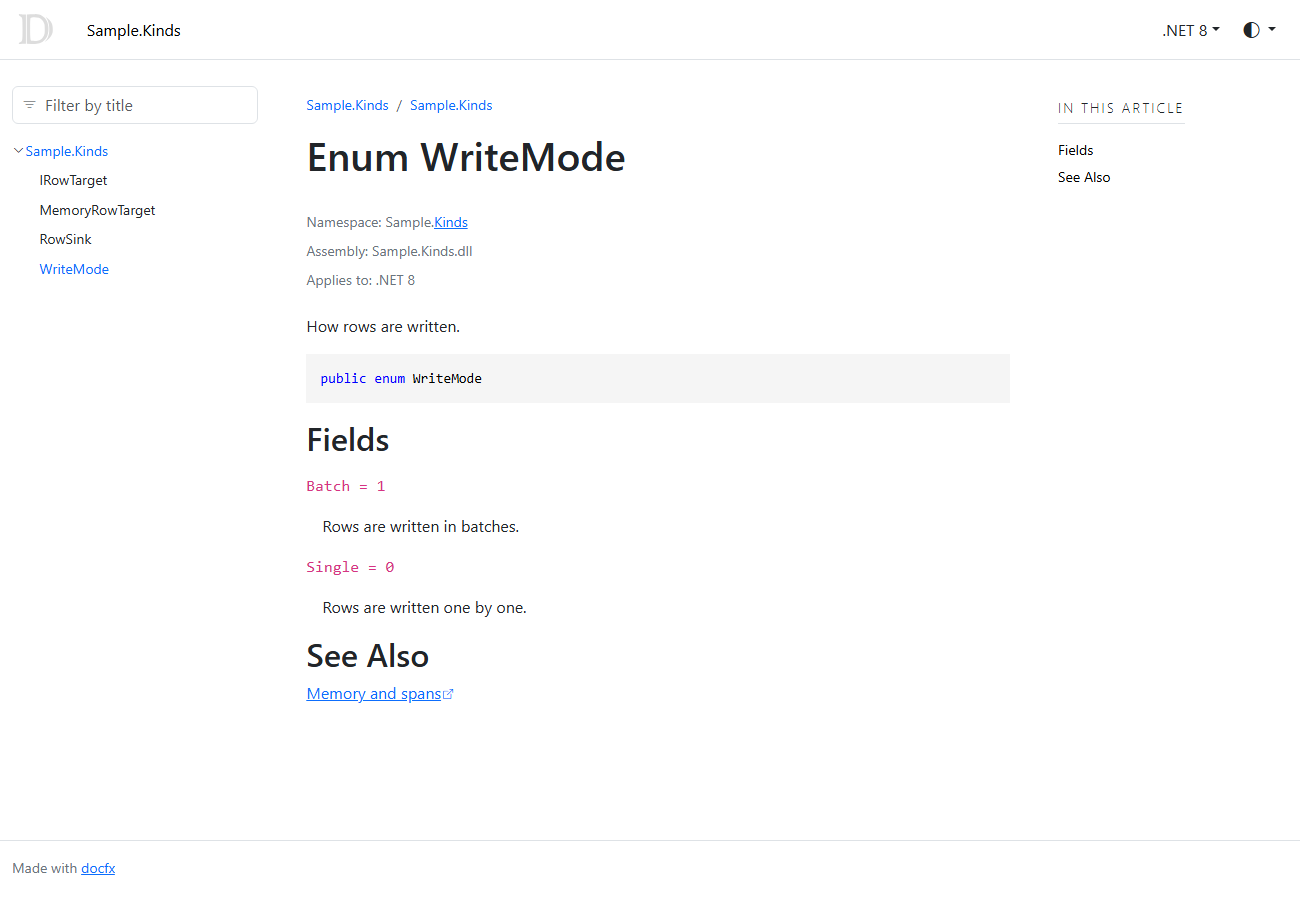 D
Sample.Kinds
.NET 8
Filter by title
Sample.Kinds
IRowTarget
MemoryRowTarget
RowSink
WriteMode
Sample.Kinds / Sample.Kinds
Enum WriteMode
Namespace: Sample.Kinds
Assembly: Sample.Kinds.dll
Applies to: .NET 8
How rows are written.
public enum WriteMode
Fields
Batch = 1
Rows are written in batches.
Single = 0
Rows are written one by one.
See Also
Memory and spans
IN THIS ARTICLE
Fields
See Also
Made with docfx